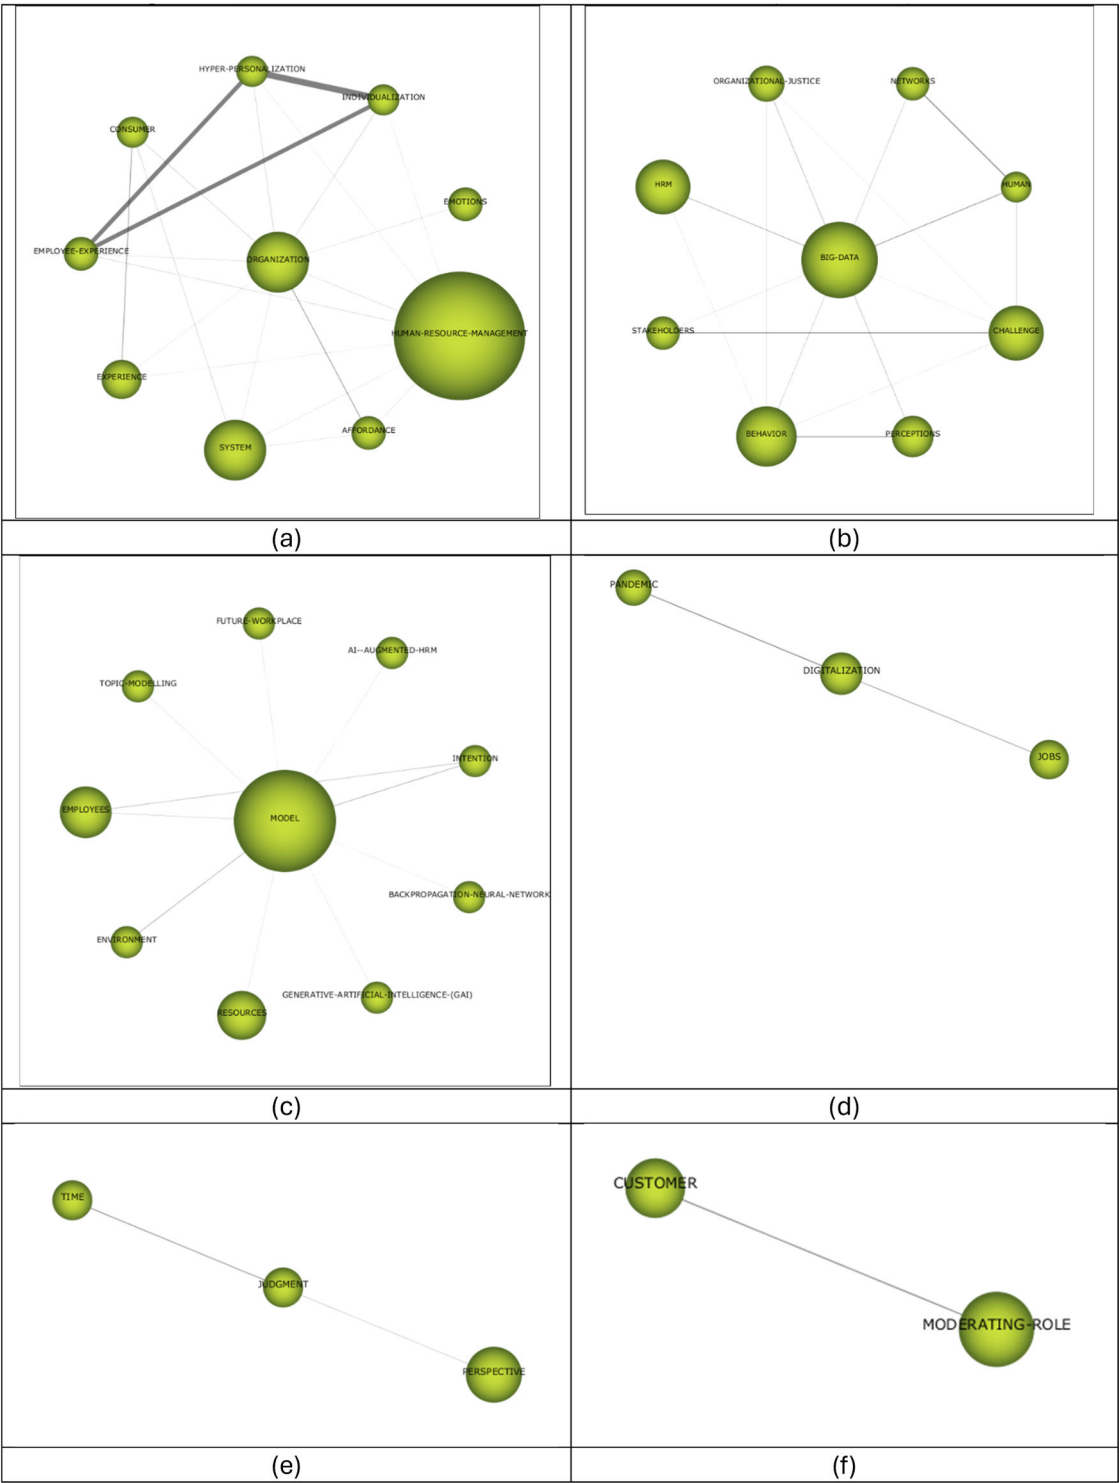 HYPER-PERSONALIZATION
INDIVIDUALIZATION
CONSUMER
EMOTIONS
EMPLOYEE-EXPERIENCE
ORGANIZATION
HUMAN-RESOURCE-MANAGEMENT
EXPERIENCE
AFFORDANCE
SYSTEM
(a)
ORGANIZATIONAL-JUSTICE
NETWORKS
HRM
HUMAN
BIG-DATA
STAKEHOLDERS
CHALLENGE
BEHAVIOR
PERCEPTIONS
(b)
FUTURE-WORKPLACE
AI--AUGMENTED-HRM
TOPIC-MODELLING
INTENTION
EMPLOYEES
MODEL
BACKPROPAGATION-NEURAL-NETWORK
ENVIRONMENT
GENERATIVE-ARTIFICIAL-INTELLIGENCE-(GAI)
RESOURCES
(c)
PANDEMIC
DIGITALIZATION
JOBS
(d)
TIME
JUDGMENT
PERSPECTIVE
(e)
CUSTOMER
MODERATING-ROLE
(f)